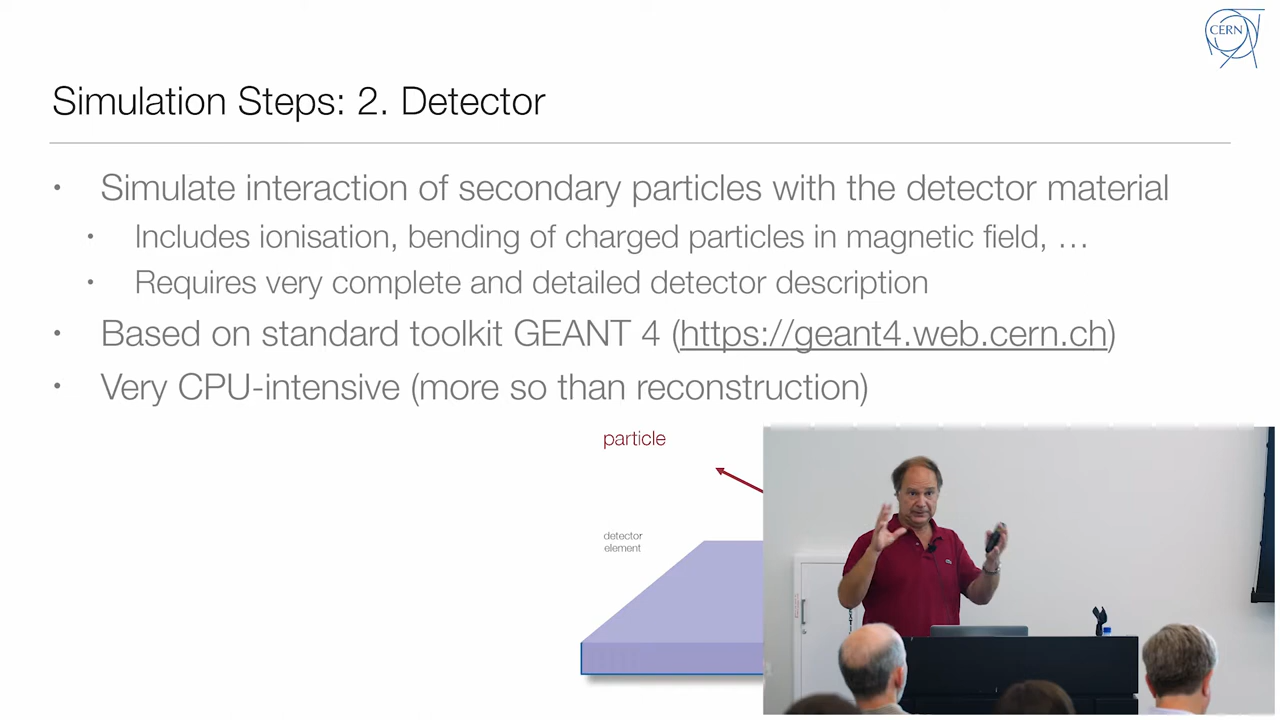 CERN
Simulation Steps: 2. Detector
• Simulate interaction of secondary particles with the detector material
• Includes ionisation, bending of charged particles in magnetic field, …
• Requires very complete and detailed detector description
• Based on standard toolkit GEANT 4 (https://geant4.web.cern.ch)
• Very CPU-intensive (more so than reconstruction)
particle
detector
element